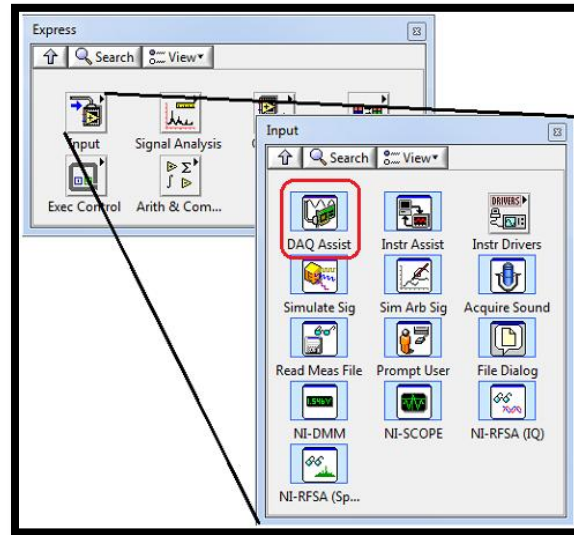 Express
Search View
Input Signal Analysis
Exec Control Arith & Com...
Input
Search View
DAQ Assist Instr Assist Instr Drivers
DRIVERS
Simulate Sig Sim Arb Sig Acquire Sound
Read Meas File Prompt User File Dialog
NI-DMM NI-SCOPE NI-RFSA (IQ)
NI-RFSA (Sp...